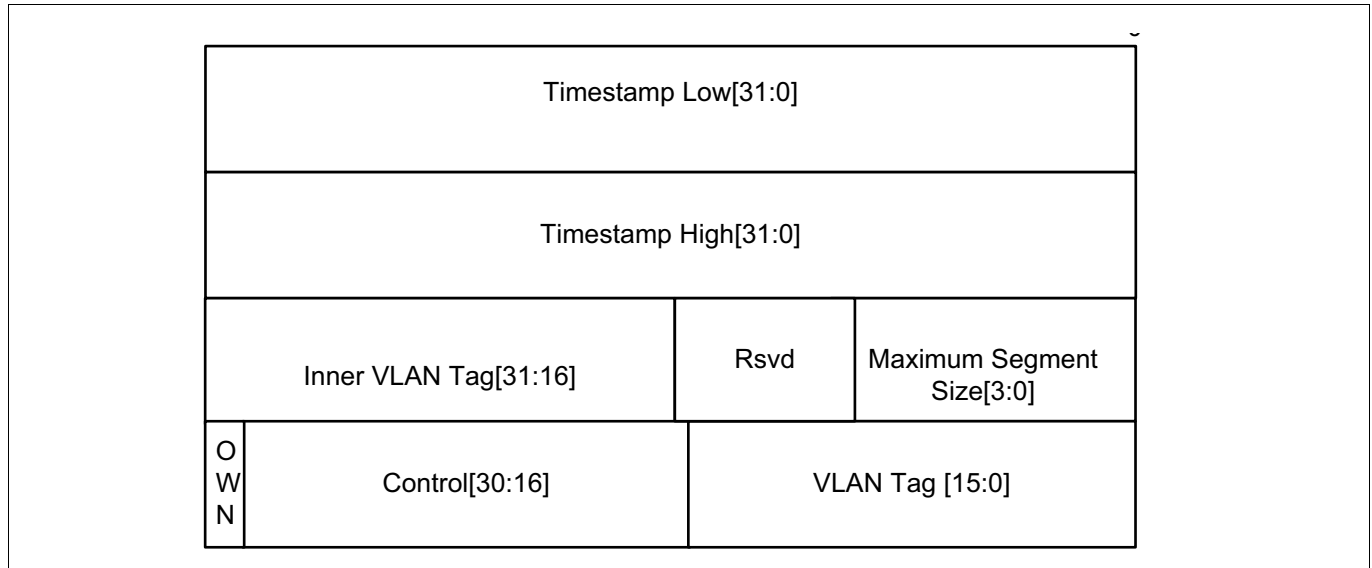 Timestamp Low[31:0]
Timestamp High[31:0]
Inner VLAN Tag[31:16]
Rsvd
Maximum Segment
Size[3:0]
O
W
N
Control[30:16]
VLAN Tag [15:0]